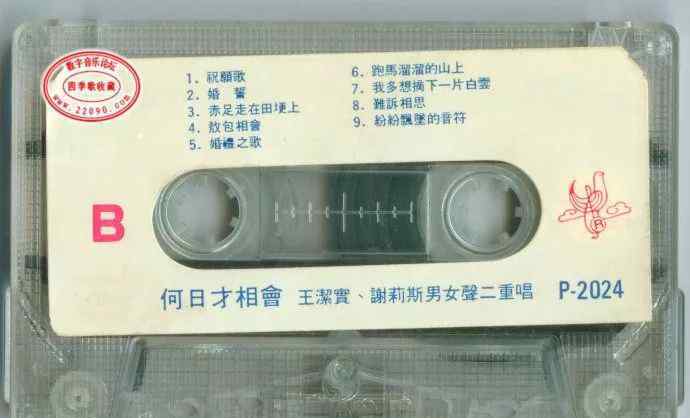 数字音乐论坛
四季歌收藏
www.22090.com
1. 祝願歌
2. 婚 誓
3. 赤足走在田埂上
4. 敖包相會
5. 婚禮之歌
6. 跑馬溜溜的山上
7. 我多想摘下一片白雲
8. 難訴相思
9. 紛紛飄墜的音符
B
何日才相會 王潔實、謝莉斯男女聲二重唱 P-2024